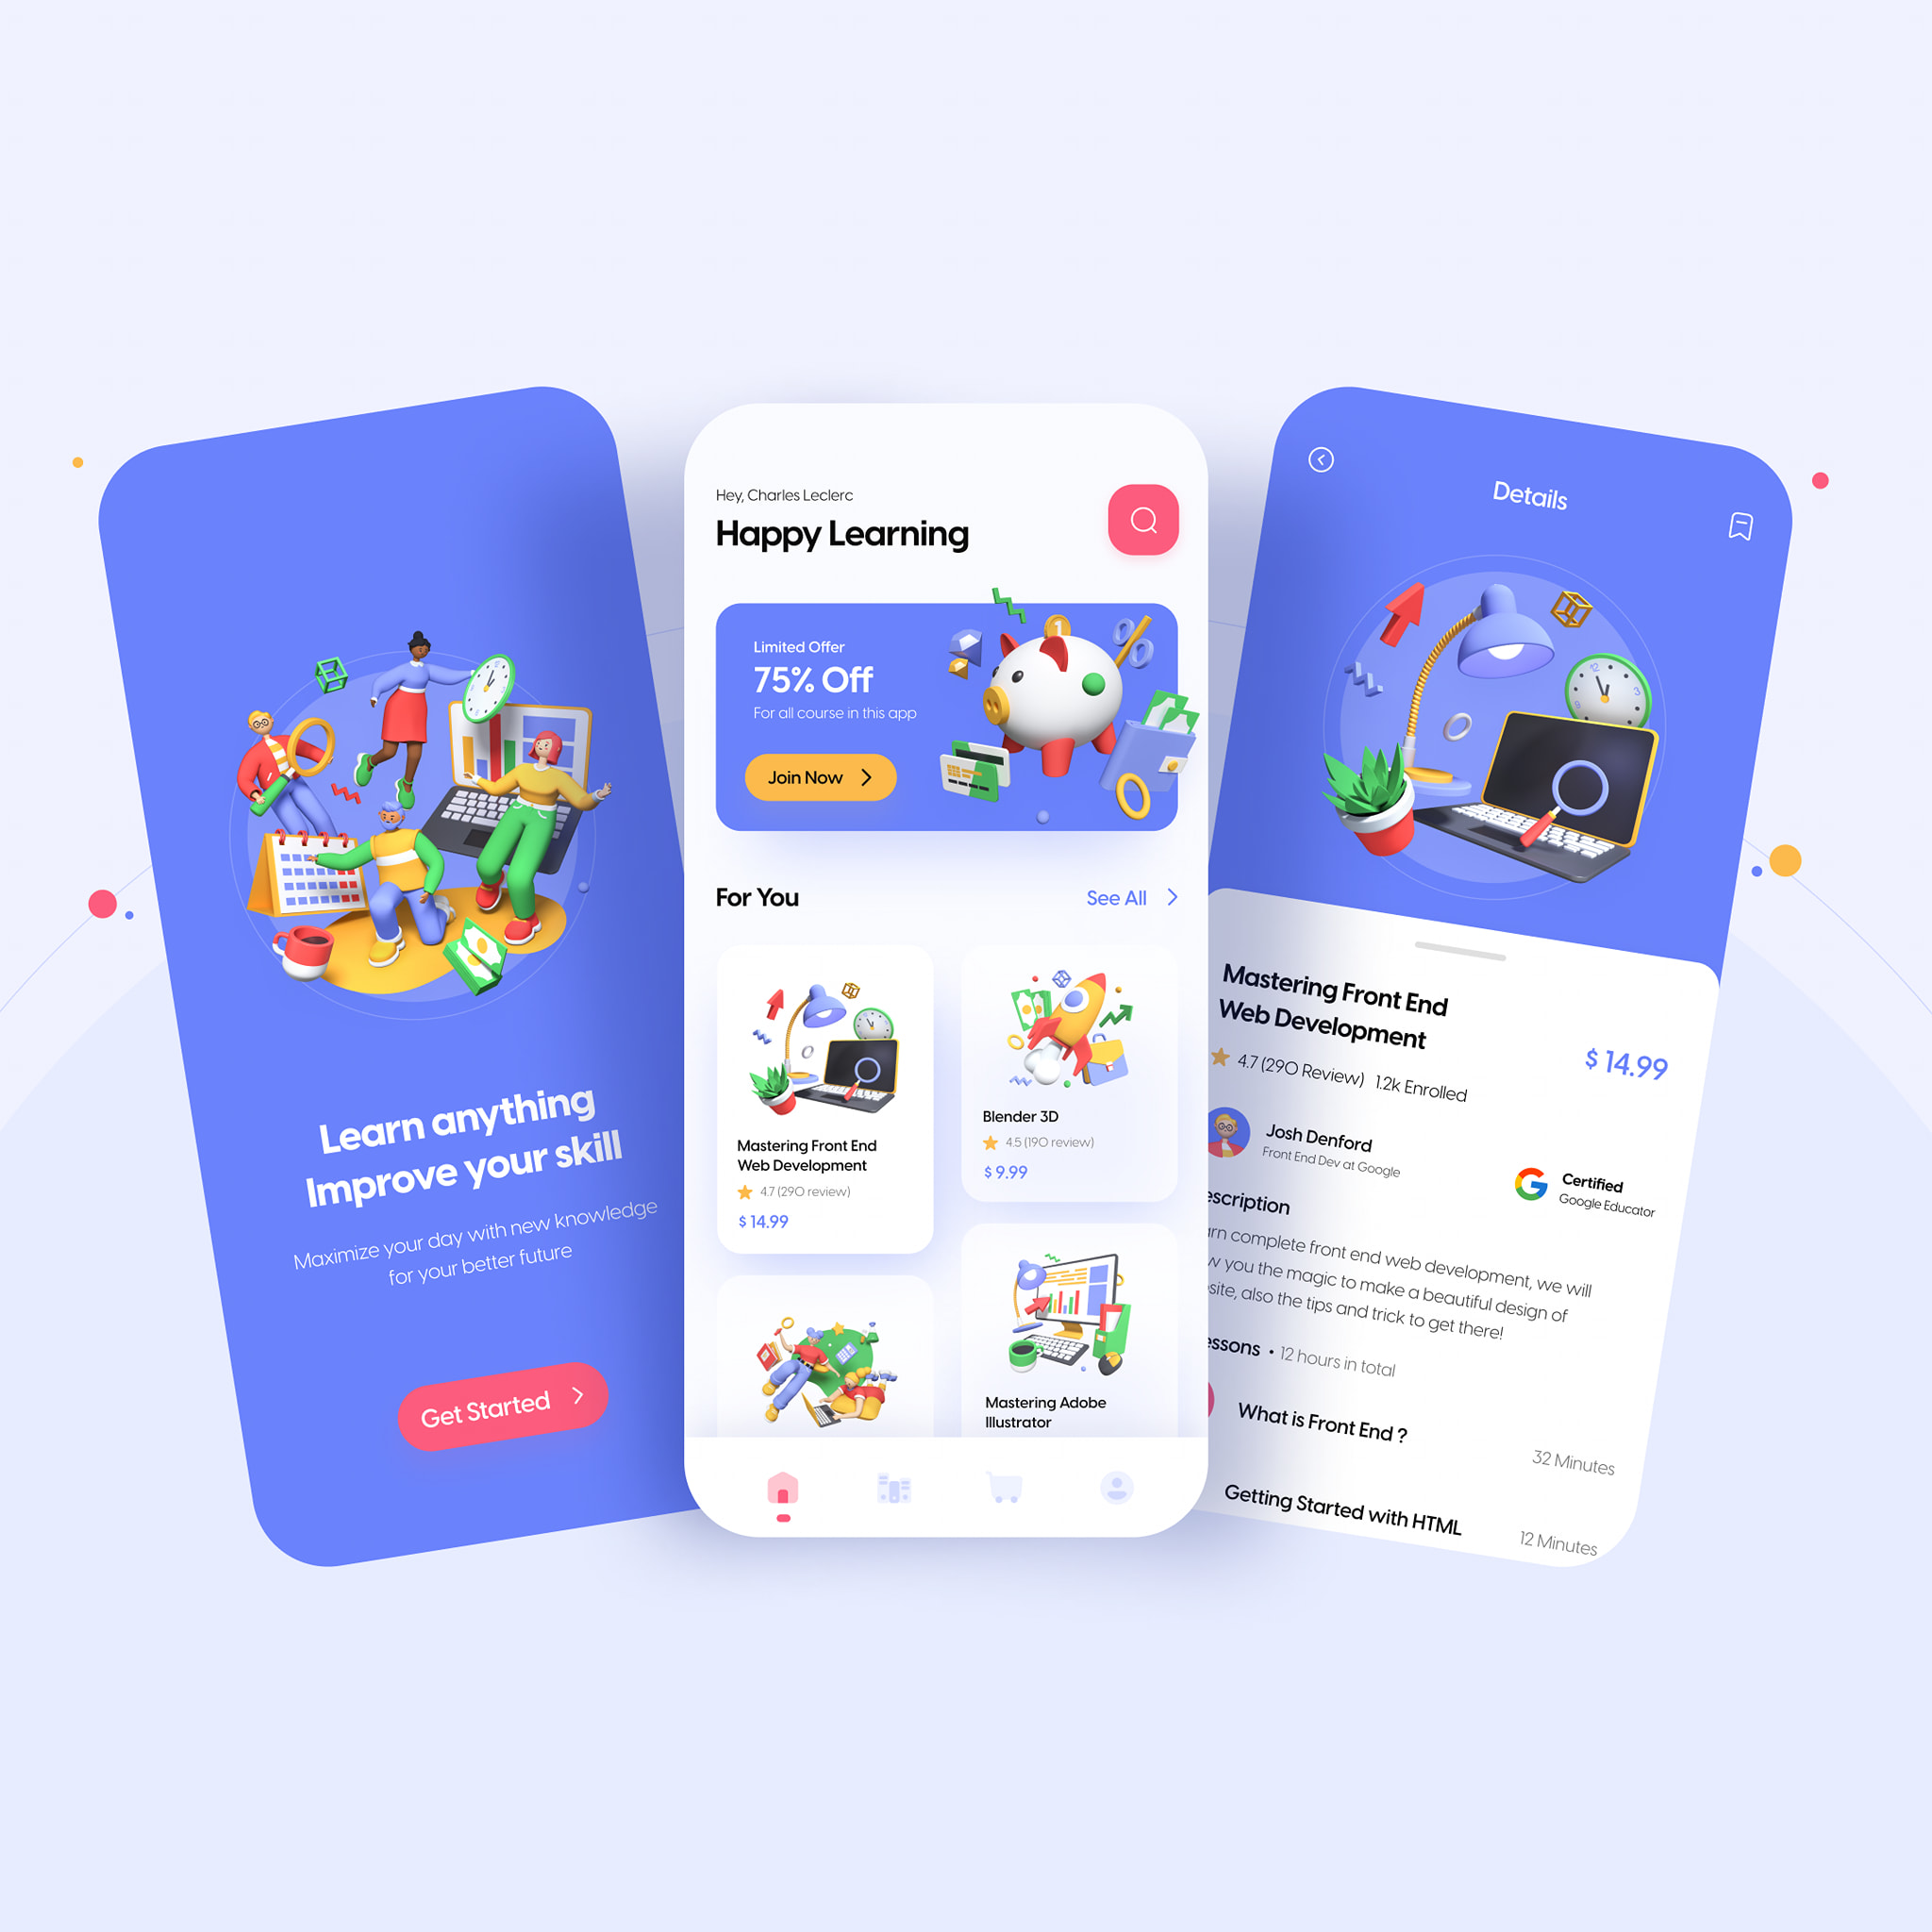 Learn anything
Improve your skill
Maximize your day with new knowledge
for your better future
Get Started
Hey, Charles Leclerc
Happy Learning
Limited Offer
75% Off
For all course in this app
Join Now
1
For You
See All
Mastering Front End
Web Development
4.7 (290 review)
$ 14.99
Blender 3D
4.5 (190 review)
$ 9.99
Mastering Adobe
Illustrator
Details
Mastering Front End
Web Development
$ 14.99
4.7 (290 Review) 1.2k Enrolled
Josh Denford
Front End Dev at Google
Certified
Google Educator
escription
arn complete front end web development, we will
w you the magic to make a beautiful design of
site, also the tips and trick to get there!
essons • 12 hours in total
What is Front End ?
32 Minutes
Getting Started with HTML
12 Minutes